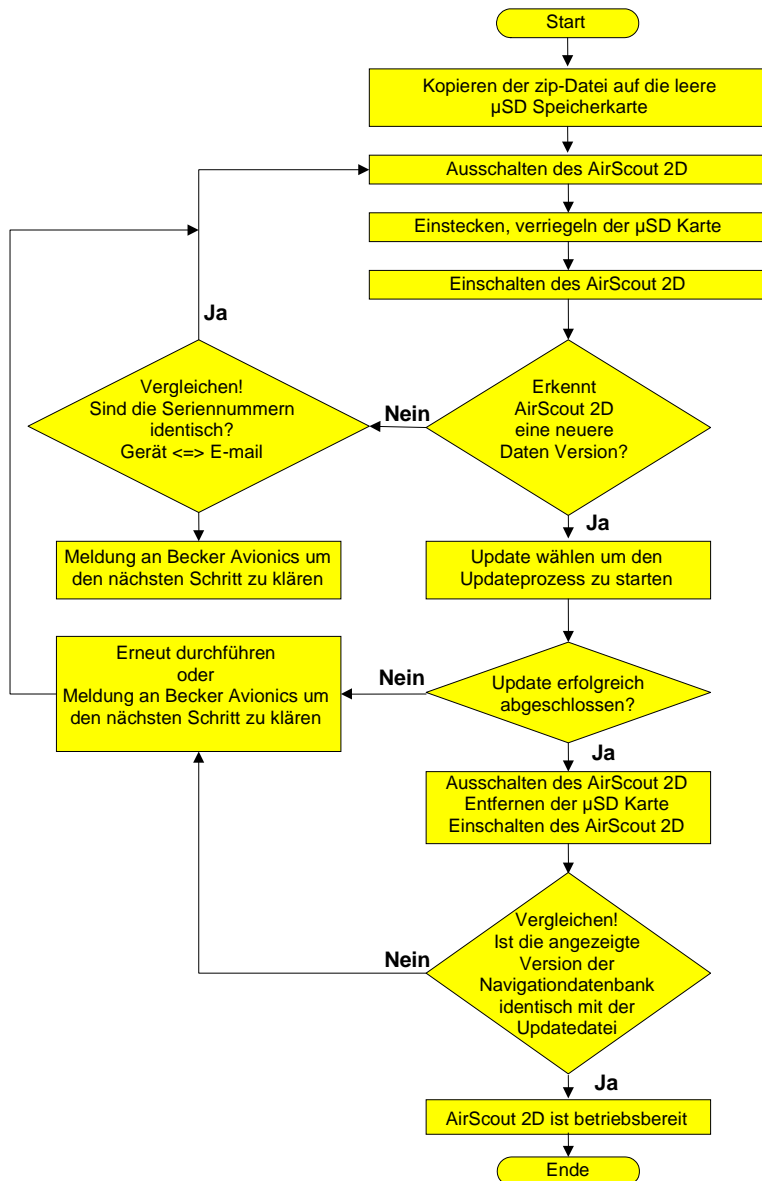 Start
Kopieren der zip-Datei auf die leere
µSD Speicherkarte
Ausschalten des AirScout 2D
Einstecken, verriegeln der µSD Karte
Einschalten des AirScout 2D
Ja
Vergleichen!
Sind die Seriennummern
identisch?
Gerät <=> E-mail
Nein
Erkennt
AirScout 2D
eine neuere
Daten Version?
Ja
Meldung an Becker Avionics um
den nächsten Schritt zu klären
Update wählen um den
Updateprozess zu starten
Erneut durchführen
oder
Meldung an Becker Avionics um
den nächsten Schritt zu klären
Nein
Update erfolgreich
abgeschlossen?
Ja
Ausschalten des AirScout 2D
Entfernen der µSD Karte
Einschalten des AirScout 2D
Nein
Vergleichen!
Ist die angezeigte
Version der
Navigationdatenbank
identisch mit der
Updatedatei
Ja
AirScout 2D ist betriebsbereit
Ende